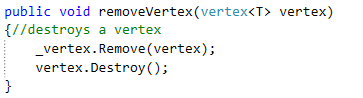 public void removeVertex(vertex<T> vertex)
{//destroys a vertex
_vertex.Remove(vertex);
vertex.Destroy();
}